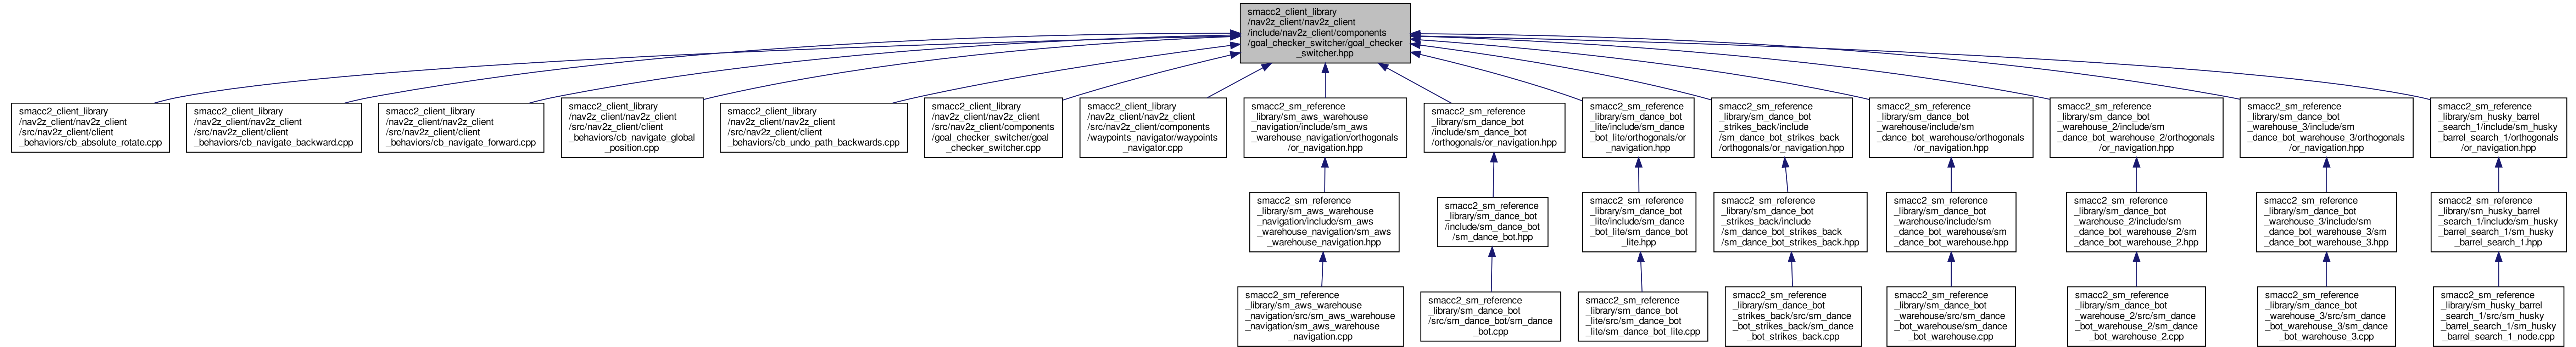 smacc2_client_library
/nav2z_client/nav2z_client
/include/nav2z_client/components
/goal_checker_switcher/goal_checker
_switcher.hpp
smacc2_client_library
/nav2z_client/nav2z_client
/src/nav2z_client/client
_behaviors/cb_absolute_rotate.cpp
smacc2_client_library
/nav2z_client/nav2z_client
/src/nav2z_client/client
_behaviors/cb_navigate_backward.cpp
smacc2_client_library
/nav2z_client/nav2z_client
/src/nav2z_client/client
_behaviors/cb_navigate_forward.cpp
smacc2_client_library
/nav2z_client/nav2z_client
/src/nav2z_client/client
_behaviors/cb_navigate_global
_position.cpp
smacc2_client_library
/nav2z_client/nav2z_client
/src/nav2z_client/client
_behaviors/cb_undo_path_backwards.cpp
smacc2_client_library
/nav2z_client/nav2z_client
/src/nav2z_client/components
/goal_checker_switcher/goal
_checker_switcher.cpp
smacc2_client_library
/nav2z_client/nav2z_client
/src/nav2z_client/components
/waypoints_navigator/waypoints
_navigator.cpp
smacc2_sm_reference
_library/sm_aws_warehouse
_navigation/include/sm_aws
_warehouse_navigation/orthogonals
/or_navigation.hpp
smacc2_sm_reference
_library/sm_dance_bot
/include/sm_dance_bot
/orthogonals/or_navigation.hpp
smacc2_sm_reference
_library/sm_dance_bot
_lite/include/sm_dance
_bot_lite/orthogonals/or
_navigation.hpp
smacc2_sm_reference
_library/sm_dance_bot
_strikes_back/include
/sm_dance_bot_strikes_back
/orthogonals/or_navigation.hpp
smacc2_sm_reference
_library/sm_dance_bot
_warehouse/include/sm
_dance_bot_warehouse/orthogonals
/or_navigation.hpp
smacc2_sm_reference
_library/sm_dance_bot
_warehouse_2/include/sm
_dance_bot_warehouse_2/orthogonals
/or_navigation.hpp
smacc2_sm_reference
_library/sm_dance_bot
_warehouse_3/include/sm
_dance_bot_warehouse_3/orthogonals
/or_navigation.hpp
smacc2_sm_reference
_library/sm_husky_barrel
_search_1/include/sm_husky
_barrel_search_1/orthogonals
/or_navigation.hpp
smacc2_sm_reference
_library/sm_aws_warehouse
_navigation/include/sm_aws
_warehouse_navigation/sm_aws
_warehouse_navigation.hpp
smacc2_sm_reference
_library/sm_dance_bot
/include/sm_dance_bot
/sm_dance_bot.hpp
smacc2_sm_reference
_library/sm_dance_bot
_lite/include/sm_dance
_bot_lite/sm_dance_bot
_lite.hpp
smacc2_sm_reference
_library/sm_dance_bot
_strikes_back/include
/sm_dance_bot_strikes_back
/sm_dance_bot_strikes_back.hpp
smacc2_sm_reference
_library/sm_dance_bot
_warehouse/include/sm
_dance_bot_warehouse/sm
_dance_bot_warehouse.hpp
smacc2_sm_reference
_library/sm_dance_bot
_warehouse_2/include/sm
_dance_bot_warehouse_2/sm
_dance_bot_warehouse_2.hpp
smacc2_sm_reference
_library/sm_dance_bot
_warehouse_3/include/sm
_dance_bot_warehouse_3/sm
_dance_bot_warehouse_3.hpp
smacc2_sm_reference
_library/sm_husky_barrel
_search_1/include/sm_husky
_barrel_search_1/sm_husky
_barrel_search_1.hpp
smacc2_sm_reference
_library/sm_aws_warehouse
_navigation/src/sm_aws_warehouse
_navigation/sm_aws_warehouse
_navigation.cpp
smacc2_sm_reference
_library/sm_dance_bot
/src/sm_dance_bot/sm_dance
_bot.cpp
smacc2_sm_reference
_library/sm_dance_bot
_lite/src/sm_dance_bot
_lite/sm_dance_bot_lite.cpp
smacc2_sm_reference
_library/sm_dance_bot
_strikes_back/src/sm_dance
_bot_strikes_back/sm_dance
_bot_strikes_back.cpp
smacc2_sm_reference
_library/sm_dance_bot
_warehouse/src/sm_dance
_bot_warehouse/sm_dance
_bot_warehouse.cpp
smacc2_sm_reference
_library/sm_dance_bot
_warehouse_2/src/sm_dance
_bot_warehouse_2/sm_dance
_bot_warehouse_2.cpp
smacc2_sm_reference
_library/sm_dance_bot
_warehouse_3/src/sm_dance
_bot_warehouse_3/sm_dance
_bot_warehouse_3.cpp
smacc2_sm_reference
_library/sm_husky_barrel
_search_1/src/sm_husky
_barrel_search_1/sm_husky
_barrel_search_1_node.cpp